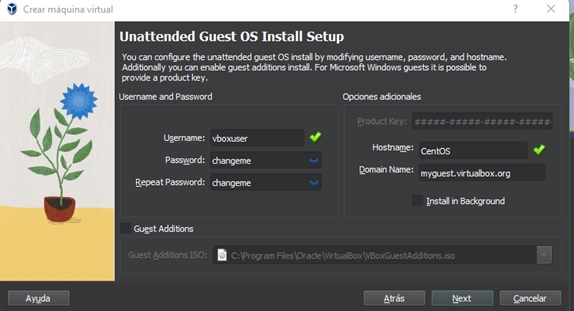 Crear máquina virtual
Unattended Guest OS Install Setup
You can configure the unattended guest OS install by modifying username, password, and hostname.
Additionally you can enable guest additions install. For Microsoft Windows guests it is possible to
provide a product key.
Username and Password
Username: vboxuser
Password: changeme
Repeat Password: changeme
Opciones adicionales
Product Key: #####-#####-#####-#####-
Hostname: CentOS
Domain Name: myguest.virtualbox.org
Install in Background
Guest Additions
Guest Additions ISO: C:\Program Files\Oracle\VirtualBox\VBoxGuestAdditions.iso
Ayuda
Atrás
Next
Cancelar